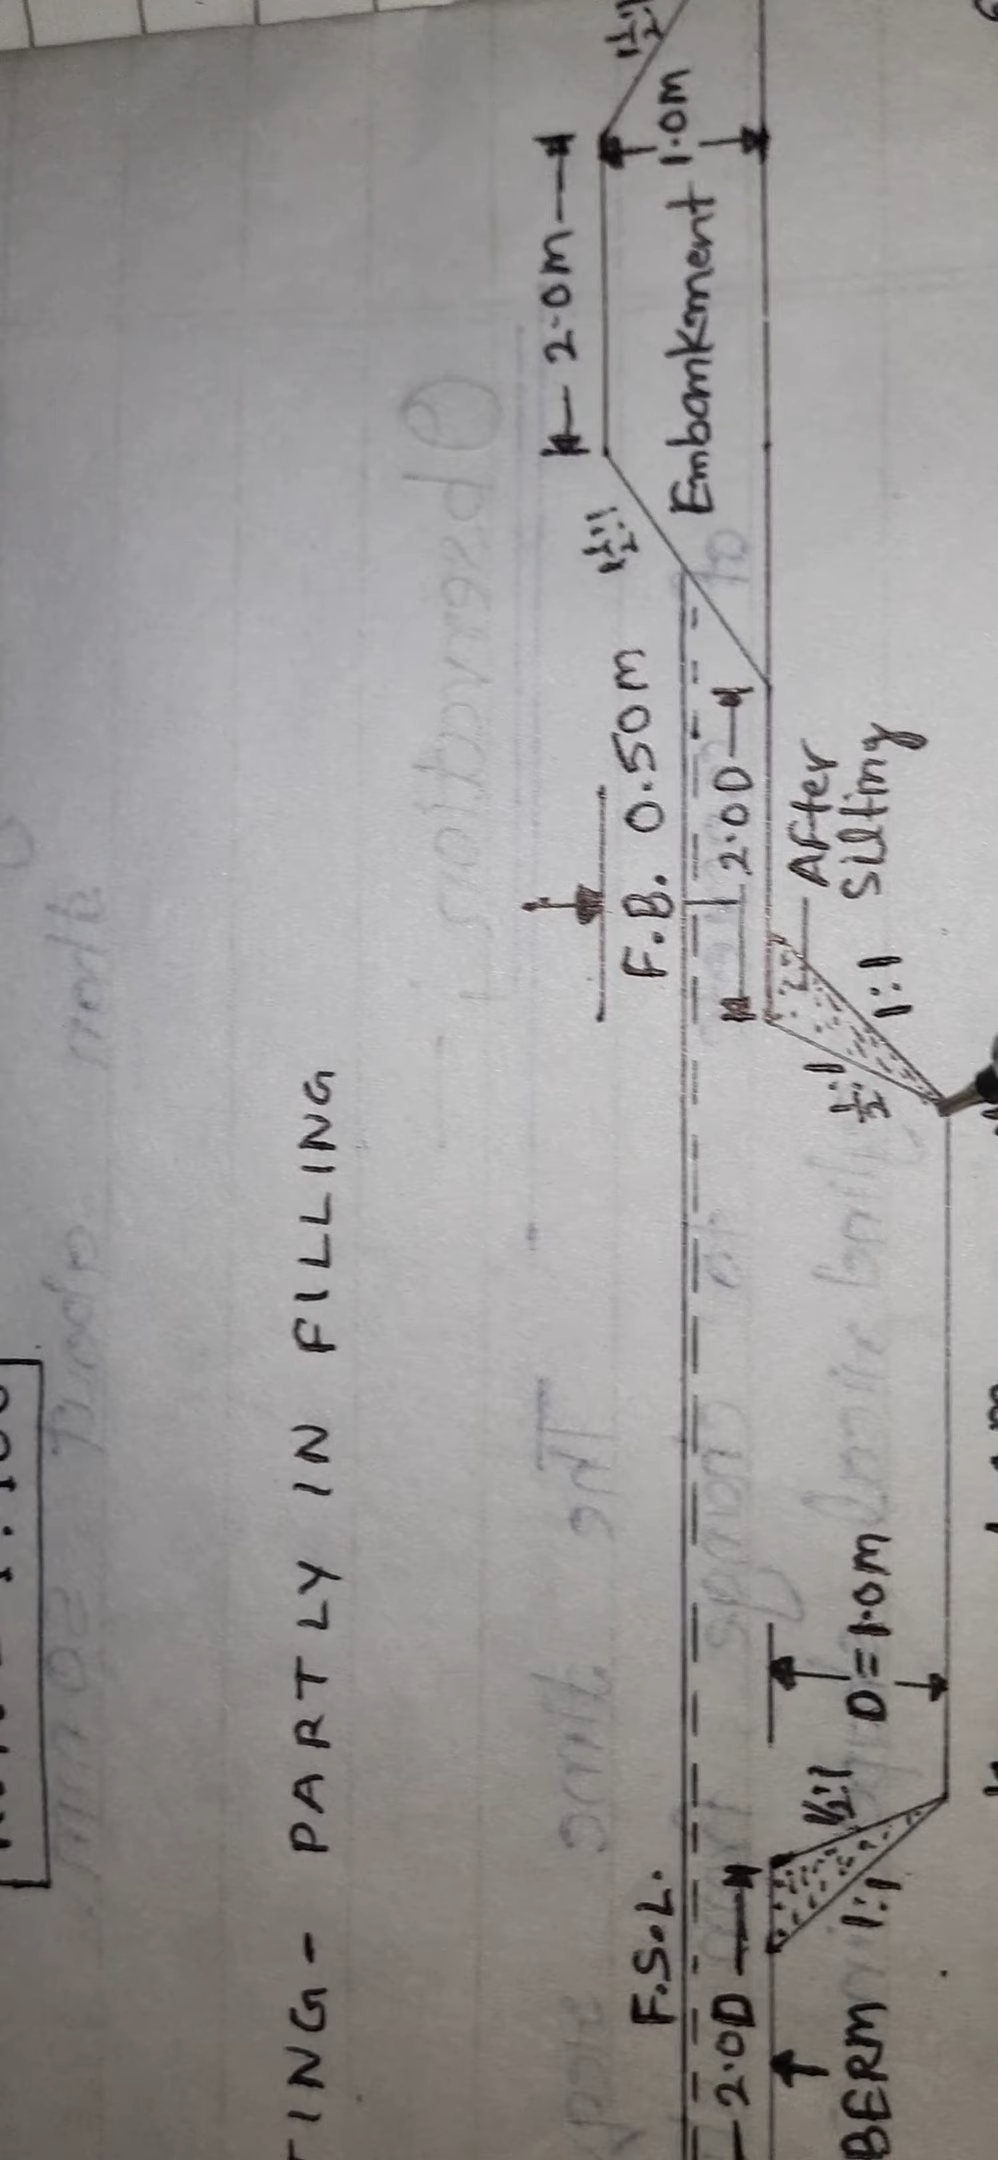 TING- PARTLY IN FILLING
1½:1
2.0m
1½:1
1.0m
Embankment
F.B. 0.50m
F.S.L.
2.0D
2.0D
After
Silting
½:1
1:1
½:1
D=1.0m
1:1
BERM